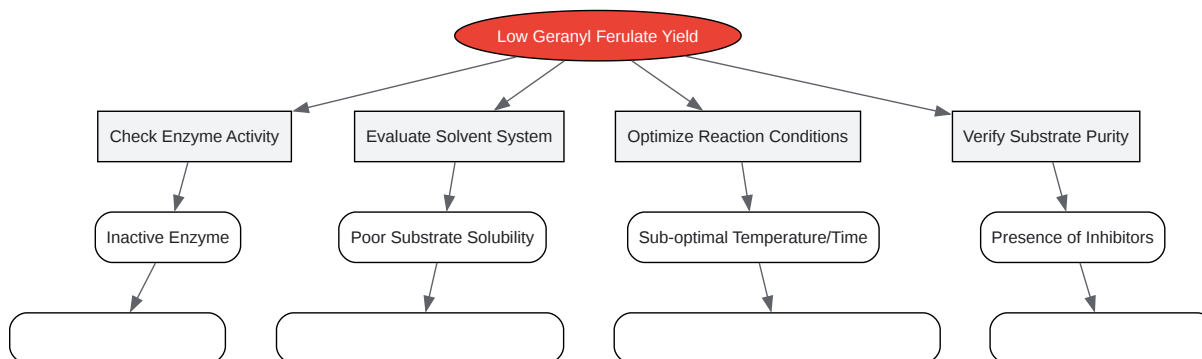 Low Geranyl Ferulate Yield
Check Enzyme Activity
Evaluate Solvent System
Optimize Reaction Conditions
Verify Substrate Purity
Inactive Enzyme
Poor Substrate Solubility
Sub-optimal Temperature/Time
Presence of Inhibitors